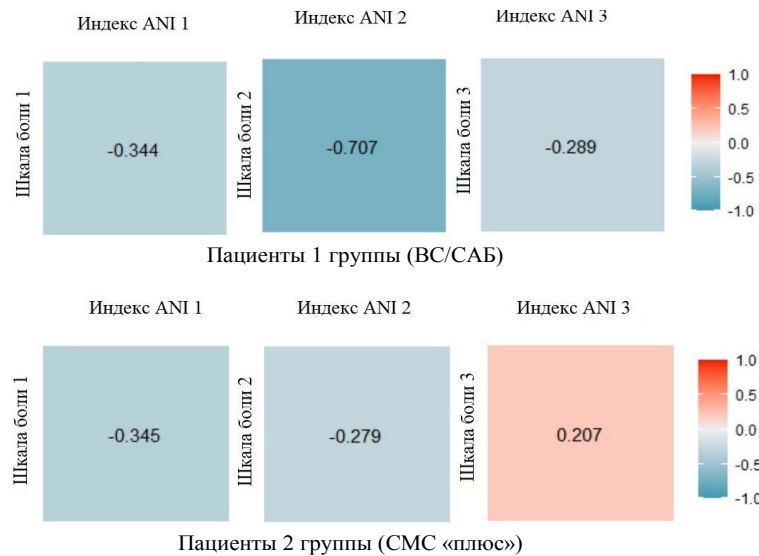 Индекс ANI 1
Индекс ANI 2
Индекс ANI 3
Шкала боли 1
-0.344
Шкала боли 2
-0.707
Шкала боли 3
-0.289
1.0
0.5
0.0
-0.5
-1.0
Пациенты 1 группы (ВС/САБ)
Индекс ANI 1
Индекс ANI 2
Индекс ANI 3
Шкала боли 1
-0.345
Шкала боли 2
-0.279
Шкала боли 3
0.207
1.0
0.5
0.0
-0.5
-1.0
Пациенты 2 группы (СМС «плюс»)